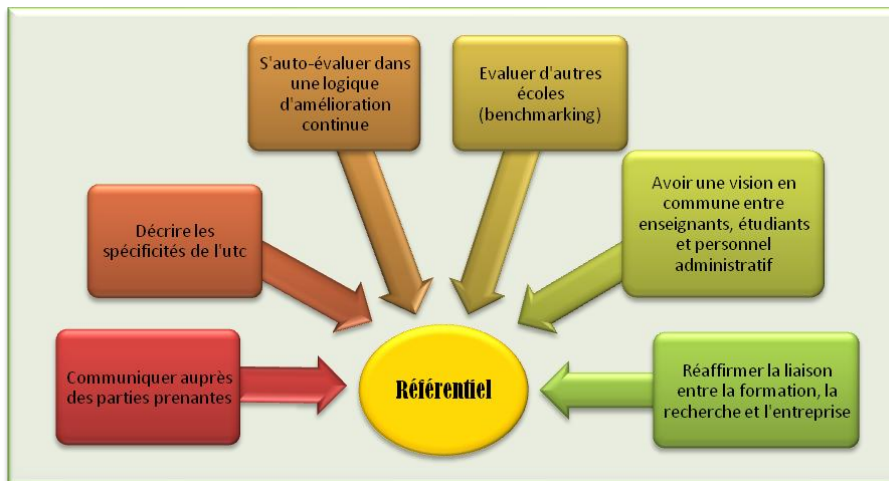 S'auto-évaluer dans
une logique
d'amélioration
continue
Evaluer d'autres
écoles
(benchmarking)
Décrire les
spécificités de l'utc
Avoir une vision en
commune entre
enseignants, étudiants
et personnel
administratif
Communiquer auprès
des parties prenantes
Référentiel
Réaffirmer la liaison
entre la formation, la
recherche et l'entreprise